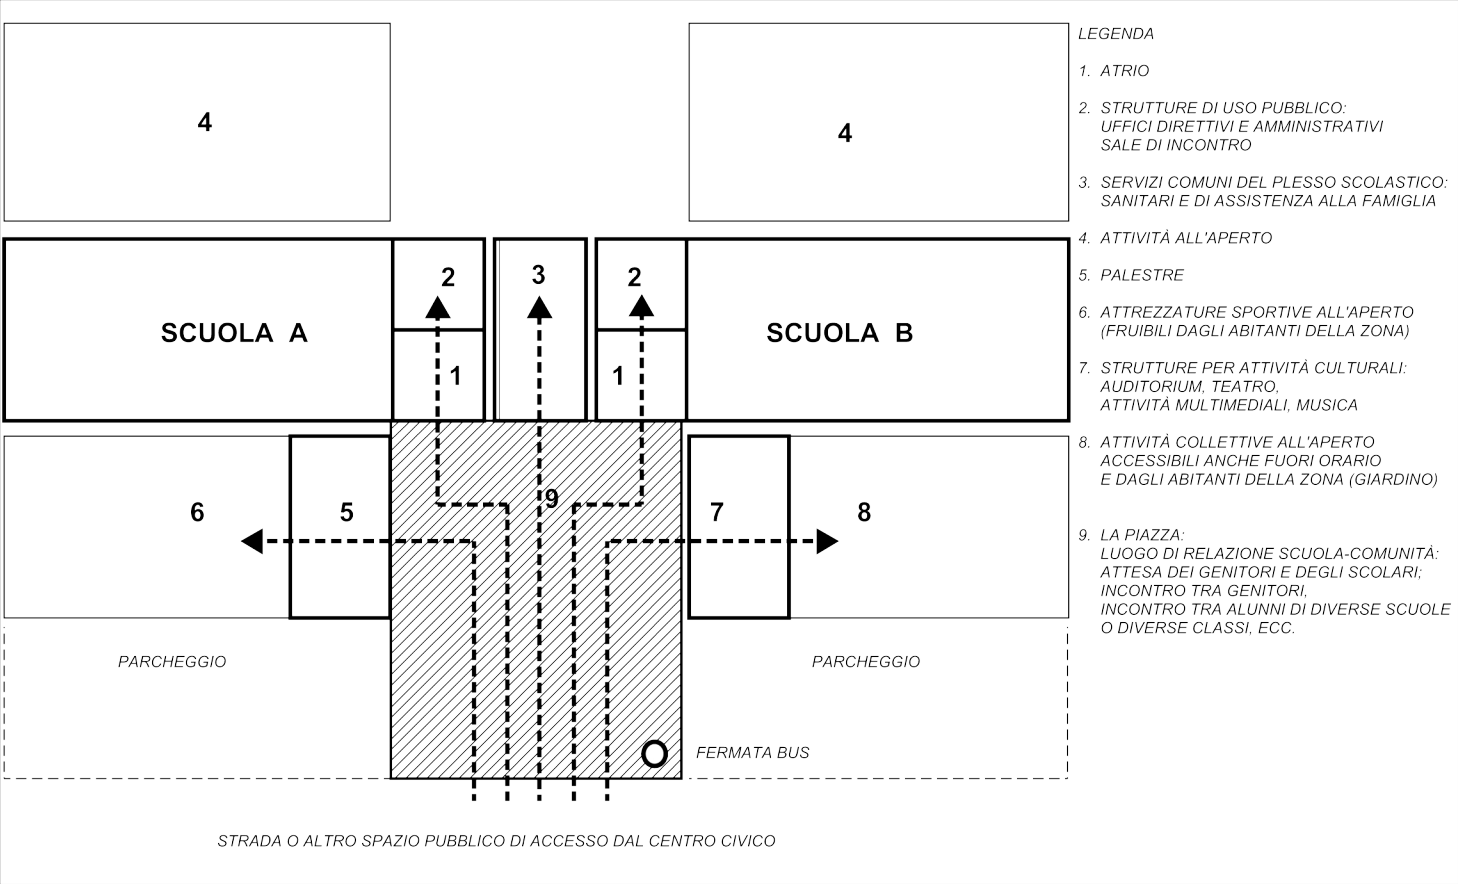 4
4
2
3
2
SCUOLA A
SCUOLA B
1
1
9
6
5
7
8
PARCHEGGIO
PARCHEGGIO
FERMATA BUS
STRADA O ALTRO SPAZIO PUBBLICO DI ACCESSO DAL CENTRO CIVICO
LEGENDA
1. ATRIO
2. STRUTTURE DI USO PUBBLICO:
UFFICI DIRETTIVI E AMMINISTRATIVI
SALE DI INCONTRO
3. SERVIZI COMUNI DEL PLESSO SCOLASTICO:
SANITARI E DI ASSISTENZA ALLA FAMIGLIA
4. ATTIVITÀ ALL'APERTO
5. PALESTRE
6. ATTREZZATURE SPORTIVE ALL'APERTO
(FRUIBILI DAGLI ABITANTI DELLA ZONA)
7. STRUTTURE PER ATTIVITÀ CULTURALI:
AUDITORIUM, TEATRO,
ATTIVITÀ MULTIMEDIALI, MUSICA
8. ATTIVITÀ COLLETTIVE ALL'APERTO
ACCESSIBILI ANCHE FUORI ORARIO
E DAGLI ABITANTI DELLA ZONA (GIARDINO)
9. LA PIAZZA:
LUOGO DI RELAZIONE SCUOLA-COMUNITÀ:
ATTESA DEI GENITORI E DEGLI SCOLARI;
INCONTRO TRA GENITORI,
INCONTRO TRA ALUNNI DI DIVERSE SCUOLE
O DIVERSE CLASSI, ECC.